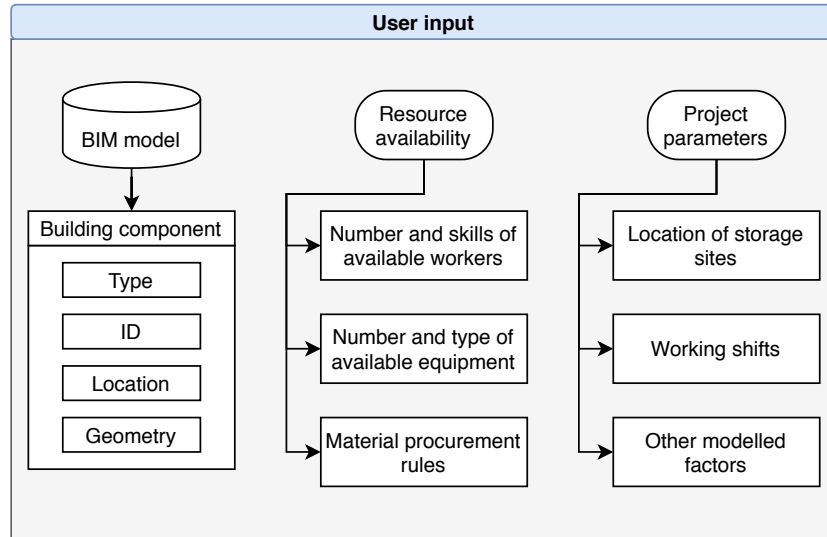 User input
BIM model
Building component
Type
ID
Location
Geometry
Resource
availability
Number and skills of
available workers
Number and type of
available equipment
Material procurement
rules
Project
parameters
Location of storage
sites
Working shifts
Other modelled
factors